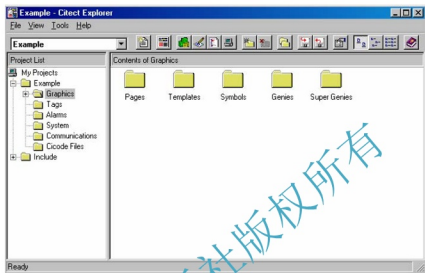 Example - Citect Explorer
File View Tools Help
Example
Project List
My Projects
Example
Graphics
Tags
Alarms
System
Communications
Cicode Files
Include
Contents of Graphics
Pages Templates Symbols Genies Super Genies
社版权所有
Ready